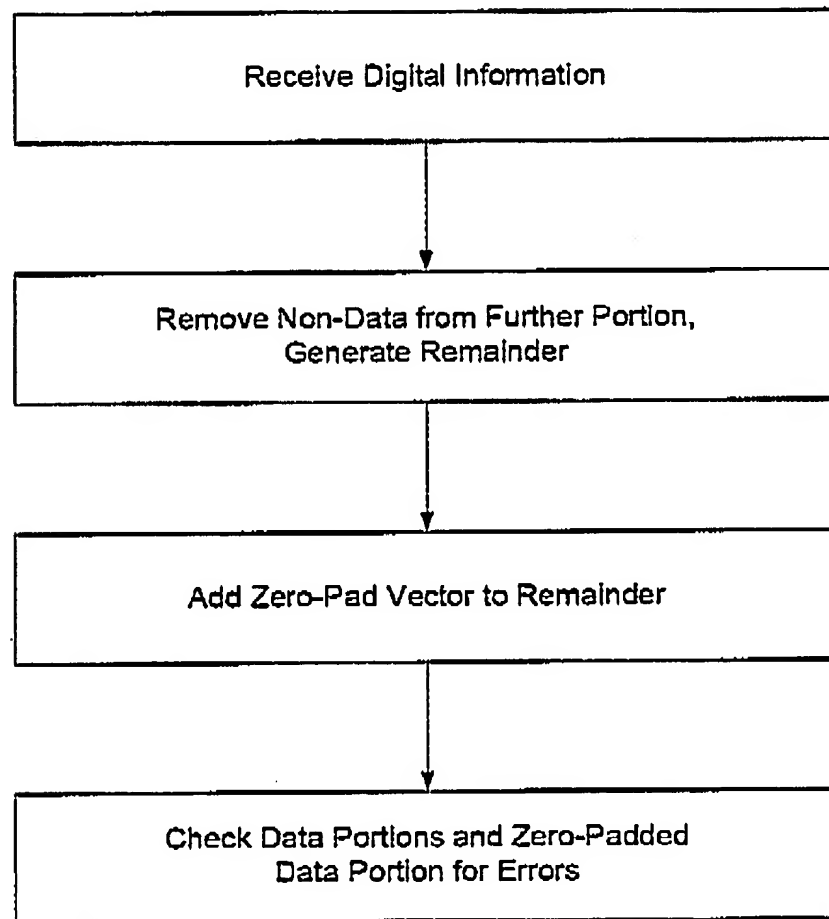 Receive Digital Information
Remove Non-Data from Further Portion,
Generate Remainder
Add Zero-Pad Vector to Remainder
Check Data Portions and Zero-Padded
Data Portion for Errors